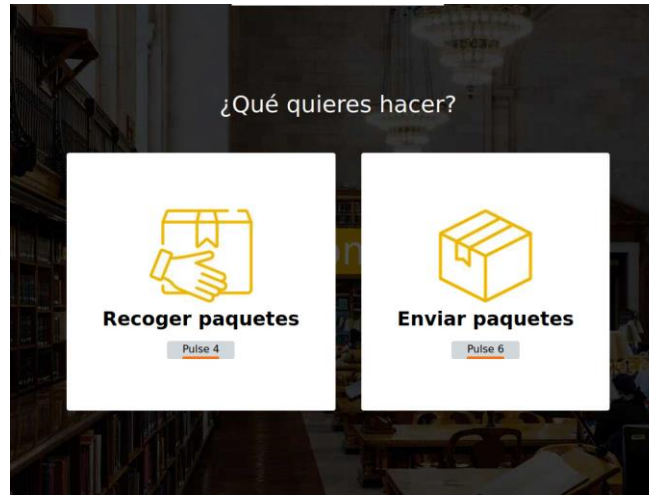 ¿Qué quieres hacer?
Recoger paquetes
Pulse 4
Enviar paquetes
Pulse 6